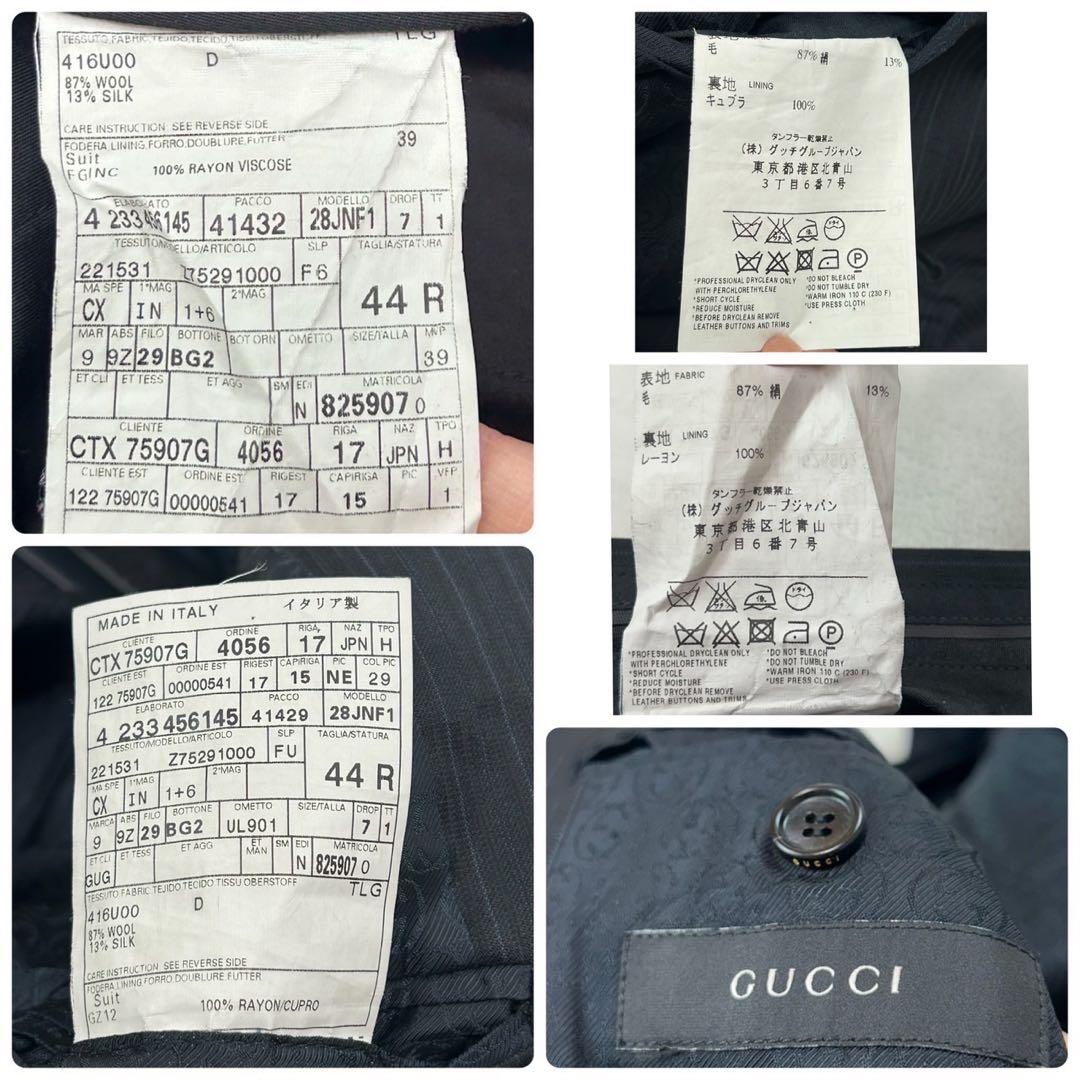 TESSUTO,FABRIC,TEJIDO,TECIDO,TISSU OBERSTOFF TLG
416U00 D
87% WOOL
13% SILK
CARE INSTRUCTION SEE REVERSE SIDE
FODERA,LINING,FORRO,DOUBLURE,FUTTER 39
Suit
FGINC 100% RAYON VISCOSE
ELABORATO PACCO MODELLO DROP TT
4 233 456145 41432 28JNF1 7 1
TESSUTO/MODELLO/ARTICOLO SLP TAGLIA/STATURA
221531 Z75291000 F6
44 R
MA SPE 1*MAG 2*MAG
CX IN 1+6
MAR ABS FILO BOTTONE BOT ORN OMETTO SIZE/TALLA MVP
9 9Z 29 BG2 39
ET CLI ET TESS ET AGG SM EDI MATRICOLA
N 825907 0
CLIENTE ORDINE RIGA NAZ TPO
CTX 75907G 4056 17 JPN H
CLIENTE EST ORDINE EST RIGEST CAPIRIGA PIC VFP
122 75907G 00000541 17 15 1
毛 87% 絹 13%
裏地 LINING
キュプラ 100%
タンブラー乾燥禁止
(株) グッチグループジャパン
東京都港区北青山
3丁目6番7号
ドライ
*PROFESSIONAL DRYCLEAN ONLY
WITH PERCHLORETHYLENE
*SHORT CYCLE
*REDUCE MOISTURE
*BEFORE DRYCLEAN REMOVE
LEATHER BUTTONS AND TRIMS
*DO NOT BLEACH
*DO NOT TUMBLE DRY
*WARM IRON 110 C (230 F)
*USE PRESS CLOTH
P
表地 FABRIC
毛 87% 絹 13%
裏地 LINING
レーヨン 100%
タンブラー乾燥禁止
(株) グッチグループジャパン
東京都港区北青山
3丁目6番7号
ドライ
P
*PROFESSIONAL DRYCLEAN ONLY
WITH PERCHLORETHYLENE
*SHORT CYCLE
*REDUCE MOISTURE
*BEFORE DRYCLEAN REMOVE
LEATHER BUTTONS AND TRIMS
*DO NOT BLEACH
*DO NOT TUMBLE DRY
*WARM IRON 110 C (230 F)
*USE PRESS CLOTH
MADE IN ITALY イタリア製
CLIENTE ORDINE RIGA NAZ TPO
CTX 75907G 4056 17 JPN H
CLIENTE EST ORDINE EST RIGEST CAPIRIGA PIC COL PIC
122 75907G 00000541 17 15 NE 29
ELABORATO PACCO MODELLO
4 233 456145 41429 28JNF1
TESSUTO/MODELLO/ARTICOLO SLP TAGLIA/STATURA
221531 Z75291000 FU
44 R
MA SPE 1*MAG 2*MAG
CX IN 1+6
MARCA ABS FILO BOTTONE OMETTO SIZE/TALLA DROP TT
9 9Z 29 BG2 UL901 7 1
ET CLI ET TESS ET AGG ET MAN SM EDI MATRICOLA
GUG N 825907 0
TESSUTO,FABRIC,TEJIDO,TECIDO TISSU OBERSTOFF TLG
416U00 D
87% WOOL
13% SILK
CARE INSTRUCTION SEE REVERSE SIDE
FODERA,LINING,FORRO,DOUBLURE FUTTER
Suit
GZ12 100% RAYON/CUPRO
GUCCI
GUCCI